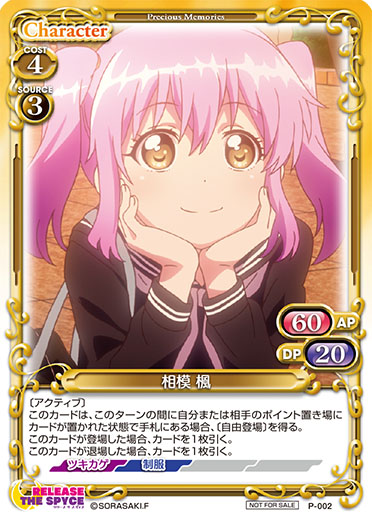 Precious Memories
Character
COST
4
SOURCE
3
60 AP
DP 20
相模 楓
［アクティブ］
このカードは、このターンの間に自分または相手のポイント置き場に
カードが置かれた状態で手札にある場合、［自由登場］を得る。
このカードが登場した場合、カードを1枚引く。
このカードが退場した場合、カードを1枚引く。
ツキカゲ 制服
RELEASE
THE SPYCE
©SORASAKI.F
NOT FOR SALE
P-002